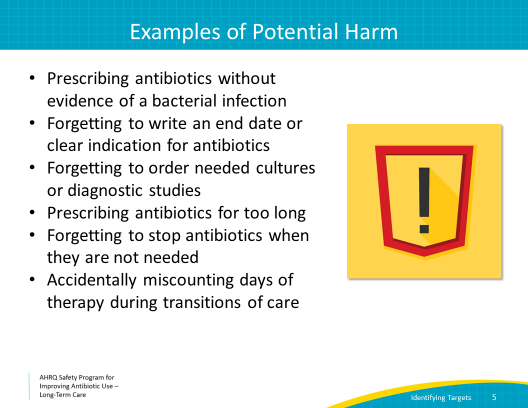 Examples of Potential Harm
• Prescribing antibiotics without
evidence of a bacterial infection
• Forgetting to write an end date or
clear indication for antibiotics
• Forgetting to order needed cultures
or diagnostic studies
• Prescribing antibiotics for too long
• Forgetting to stop antibiotics when
they are not needed
• Accidentally miscounting days of
therapy during transitions of care
!
AHRQ Safety Program for
Improving Antibiotic Use –
Long-Term Care
Identifying Targets 5